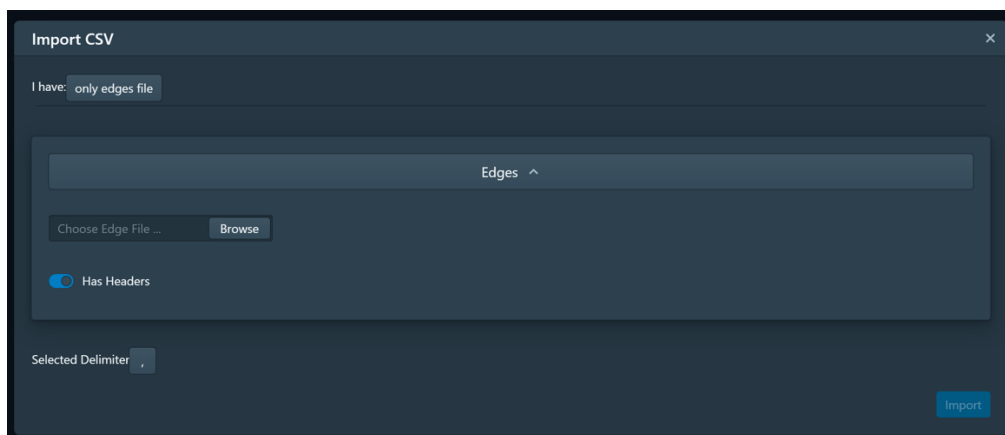 Import CSV
I have: only edges file
Edges
Choose Edge File ... Browse
Has Headers
Selected Delimiter ,
Import